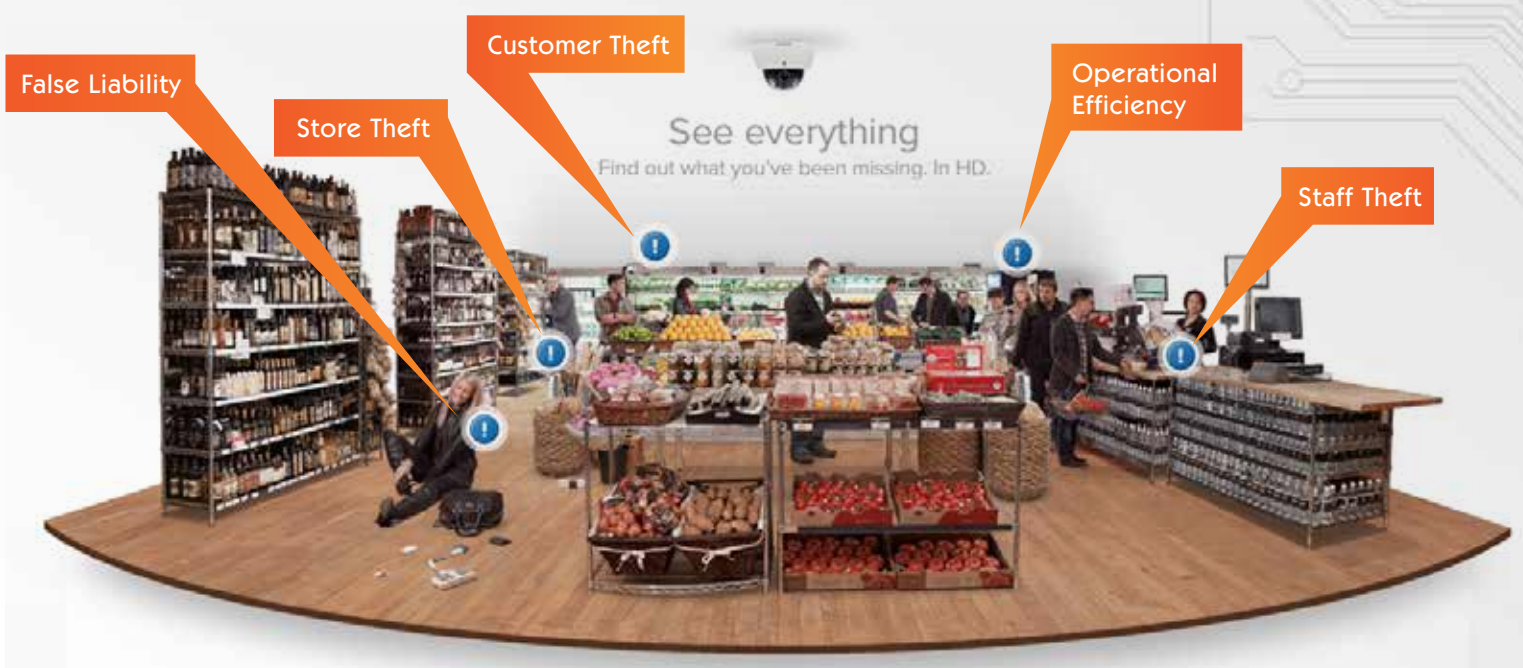 Customer Theft
False Liability
Operational
Efficiency
Store Theft
See everything
Find out what you've been missing. In HD.
Staff Theft